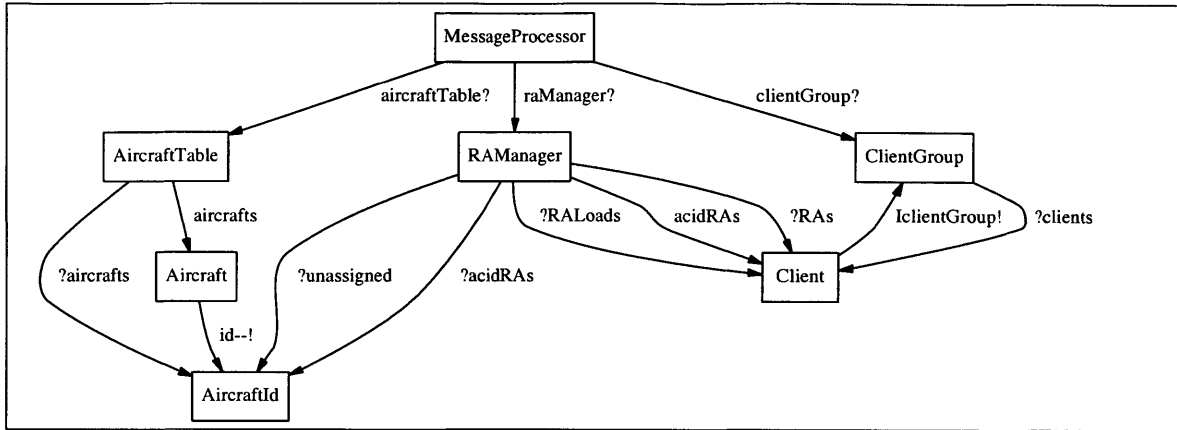 MessageProcessor
aircraftTable?
raManager?
clientGroup?
AircraftTable
RAManager
ClientGroup
aircrafts
?RALoads
acidRAs
?RAs
IclientGroup!
?clients
?aircrafts
Aircraft
?unassigned
?acidRAs
Client
id--!
AircraftId